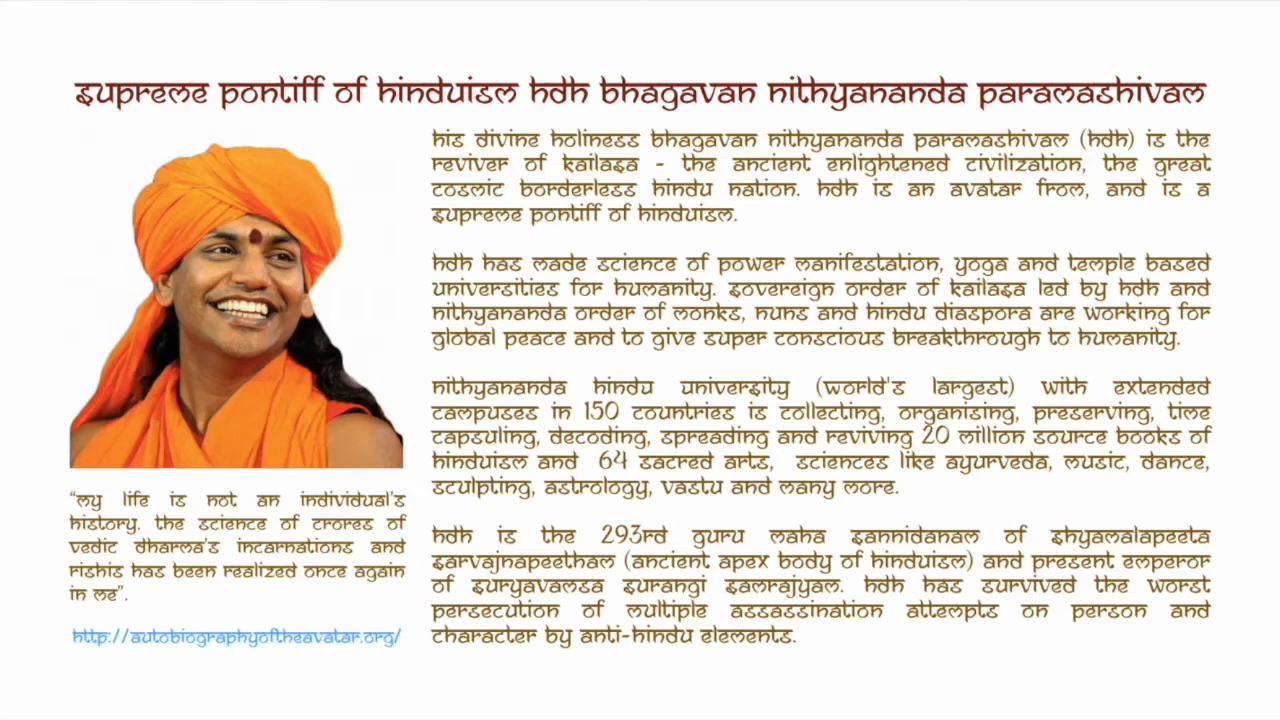 supreme pontiff of hinduism hdh bhagavan nithyananda paramashivam
his divine holiness bhagavan nithyananda paramashivam (hdh) is the
reviver of kailaṣa - the ancient enlightened civilization, the great
cosmic borderless hindu nation. hdh is an avatar from, and is a
supreme pontiff of hinduism.
hdh has made science of power manifestation, yoga and temple based
universities for humanity. sovereign order of kailaṣa led by hdh and
nithyananda order of monks, nuns and hindu diaspora are working for
global peace and to give super conscious breakthrough to humanity.
nithyananda hindu university (world's largest) with extended
campuses in 150 countries is collecting, organising, preserving, time
capsuling, decoding, spreading and reviving 20 million source books of
hinduism and 64 sacred arts, sciences like ayurveda, music, dance,
sculpting, astrology, vastu and many more.
hdh is the 293rd guru maha sannidanam of shyamalapeeta
sarvajnapeetham (ancient apex body of hinduism) and present emperor
of suryavamsa surangi samrajyam. hdh has survived the worst
persecution of multiple assassination attempts on person and
character by anti-hindu elements.
"my life is not an individual's
history. the science of crores of
vedic dharma's incarnations and
rishis has been realized once again
in me".
http://autobiographyoftheavatar.org/